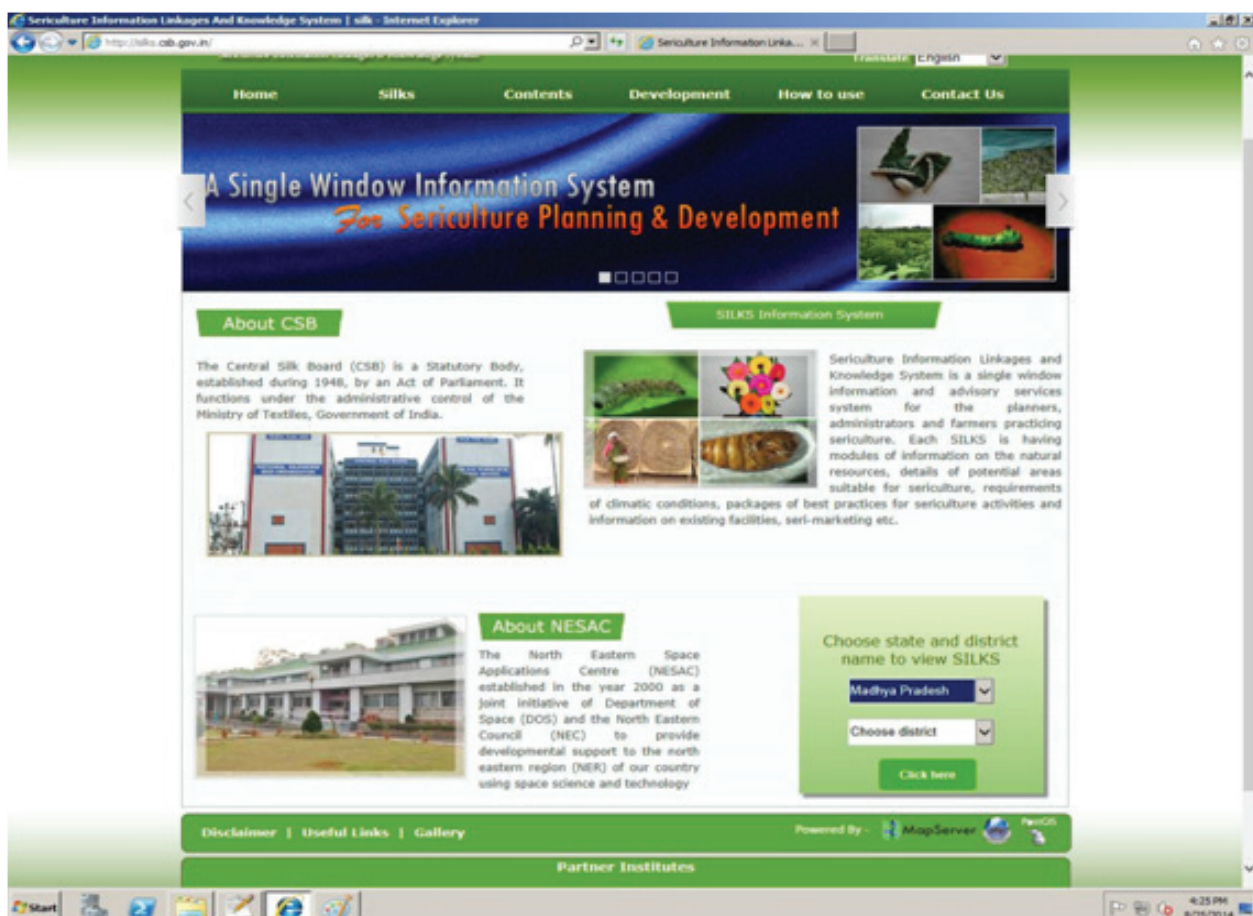 Sericulture Information Linkages And Knowledge System | silk - Internet Explorer
http://silks.csb.gov.in/
Sericulture Information Linka...
Translate English
Home Silks Contents Development How to use Contact Us
A Single Window Information System
For Sericulture Planning & Development
About CSB
The Central Silk Board (CSB) is a Statutory Body,
established during 1948, by an Act of Parliament. It
functions under the administrative control of the
Ministry of Textiles, Government of India.
SILKS Information System
Sericulture Information Linkages and
Knowledge System is a single window
information and advisory services
system for the planners,
administrators and farmers practicing
sericulture. Each SILKS is having
modules of information on the natural
resources, details of potential areas
suitable for sericulture, requirements
of climatic conditions, packages of best practices for sericulture activities and
information on existing facilities, seri-marketing etc.
About NESAC
The North Eastern Space
Applications Centre (NESAC)
established in the year 2000 as a
joint initiative of Department of
Space (DOS) and the North Eastern
Council (NEC) to provide
developmental support to the north
eastern region (NER) of our country
using space science and technology
Choose state and district
name to view SILKS
Madhya Pradesh
Choose district
Click here
Disclaimer | Useful Links | Gallery
Powered By - MapServer PostGIS
Partner Institutes
Start
4:25 PM